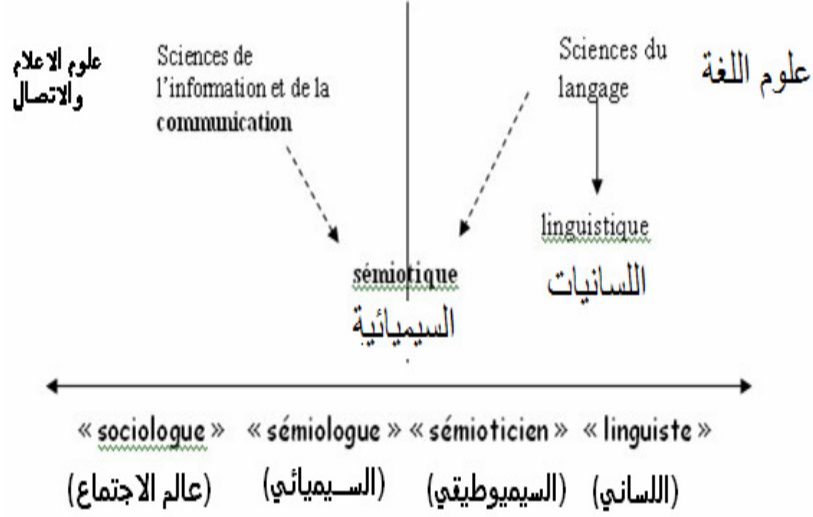 علوم الاعلام
والاتصال
Sciences de
l'information et de la
communication
Sciences du
langage
علوم اللغة
linguistique
اللسانيات
sémiotique
السيميائية
« sociologue » « sémiologue » « sémioticien » « linguiste »
(عالم الاجتماع) (السيميائي) (السيميوطيقي) (اللساني)